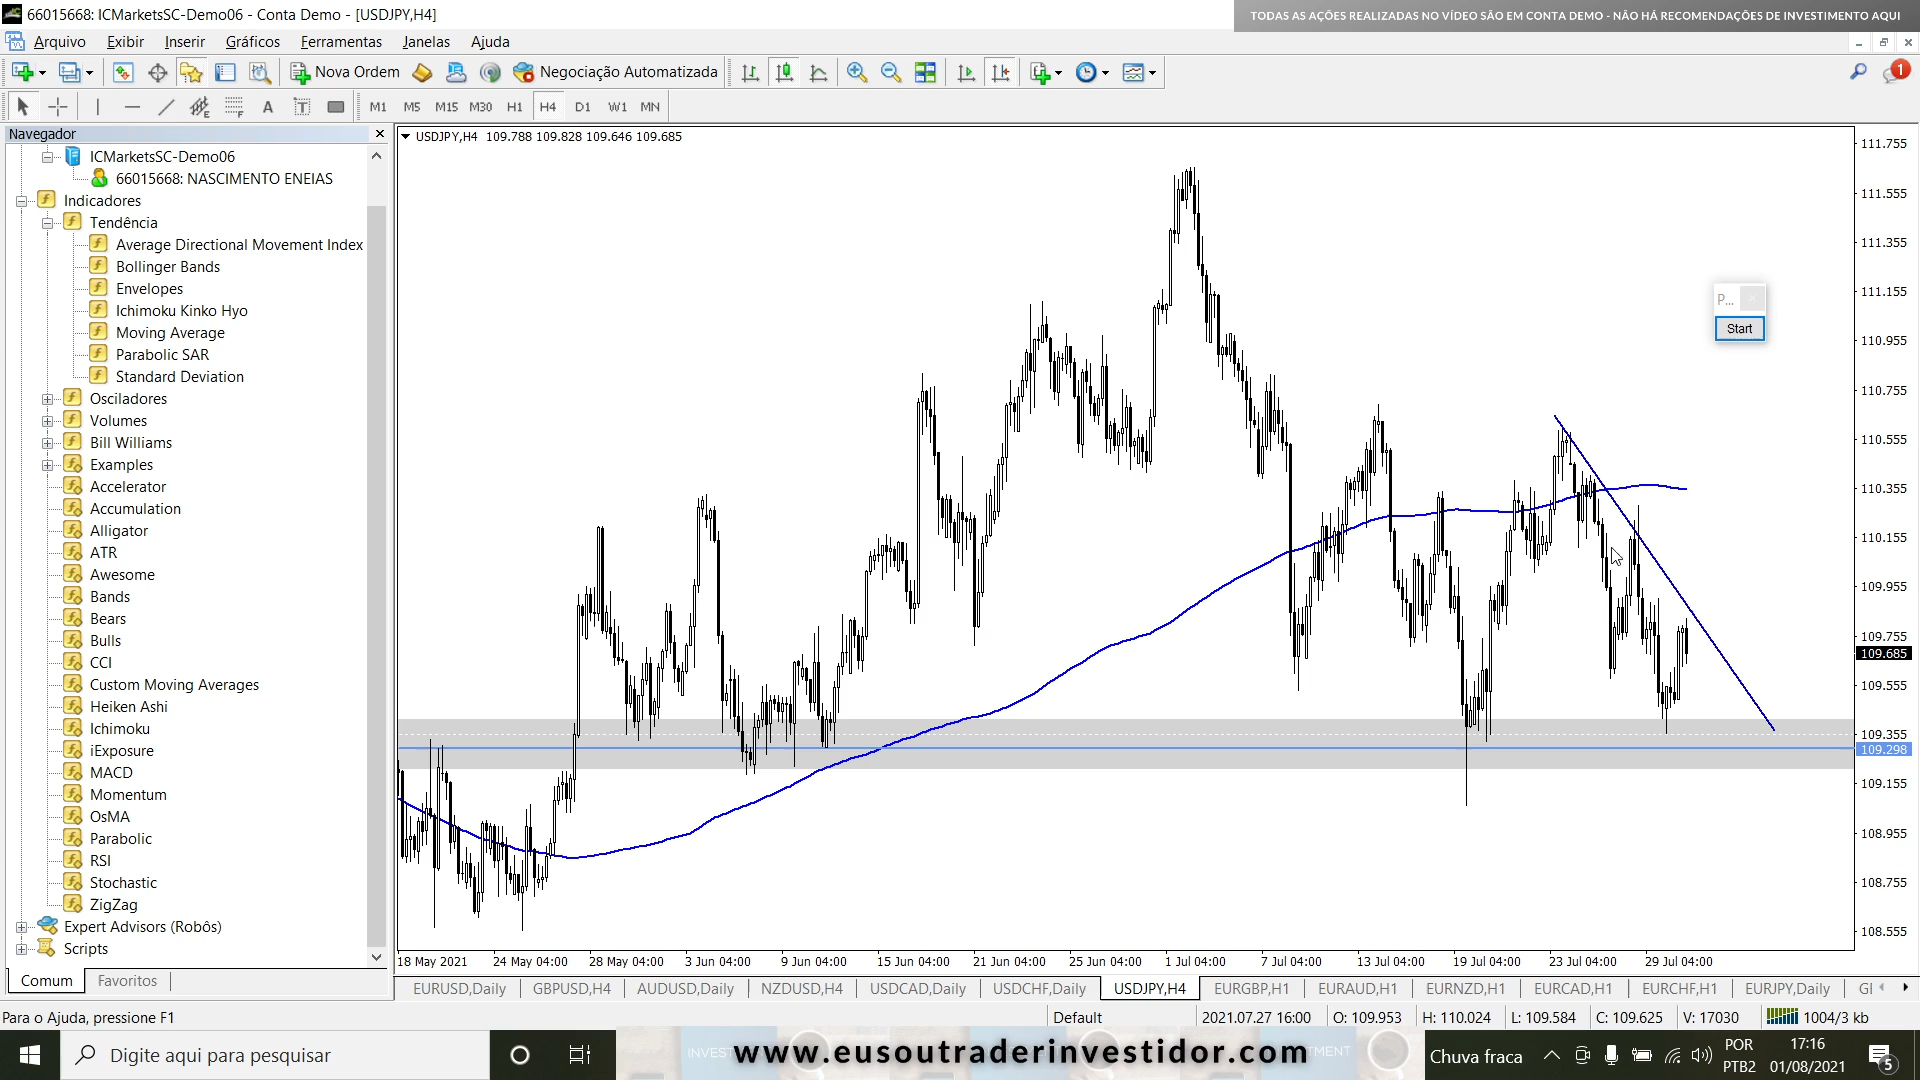 66015668: ICMarketsSC-Demo06 - Conta Demo - [USDJPY,H4]
TODAS AS AÇÕES REALIZADAS NO VÍDEO SÃO EM CONTA DEMO - NÃO HÁ RECOMENDAÇÕES DE INVESTIMENTO AQUI
Arquivo Exibir Inserir Gráficos Ferramentas Janelas Ajuda
Nova Ordem Negociação Automatizada 1
A T M1 M5 M15 M30 H1 H4 D1 W1 MN
Navegador
ICMarketsSC-Demo06
66015668: NASCIMENTO ENEIAS
Indicadores
Tendência
Average Directional Movement Index
Bollinger Bands
Envelopes
Ichimoku Kinko Hyo
Moving Average
Parabolic SAR
Standard Deviation
Osciladores
Volumes
Bill Williams
Examples
Accelerator
Accumulation
Alligator
ATR
Awesome
Bands
Bears
Bulls
CCI
Custom Moving Averages
Heiken Ashi
Ichimoku
iExposure
MACD
Momentum
OsMA
Parabolic
RSI
Stochastic
ZigZag
Expert Advisors (Robôs)
Scripts
Comum Favoritos
USDJPY,H4 109.788 109.828 109.646 109.685
P...
Start
111.755
111.555
111.355
111.155
110.955
110.755
110.555
110.355
110.155
109.955
109.755
109.685
109.555
109.355
109.298
109.155
108.955
108.755
108.555
18 May 2021 24 May 04:00 28 May 04:00 3 Jun 04:00 9 Jun 04:00 15 Jun 04:00 21 Jun 04:00 25 Jun 04:00 1 Jul 04:00 7 Jul 04:00 13 Jul 04:00 19 Jul 04:00 23 Jul 04:00 29 Jul 04:00
EURUSD,Daily GBPUSD,H4 AUDUSD,Daily NZDUSD,H4 USDCAD,Daily USDCHF,Daily USDJPY,H4 EURGBP,H1 EURAUD,H1 EURNZD,H1 EURCAD,H1 EURCHF,H1 EURJPY,Daily
Para o Ajuda, pressione F1 Default 2021.07.27 16:00 O: 109.953 H: 110.024 L: 109.584 C: 109.625 V: 17030 1004/3 kb
Digite aqui para pesquisar www.eusoutraderinvestidor.com Chuva fraca POR 17:16
PTB2 01/08/2021 5